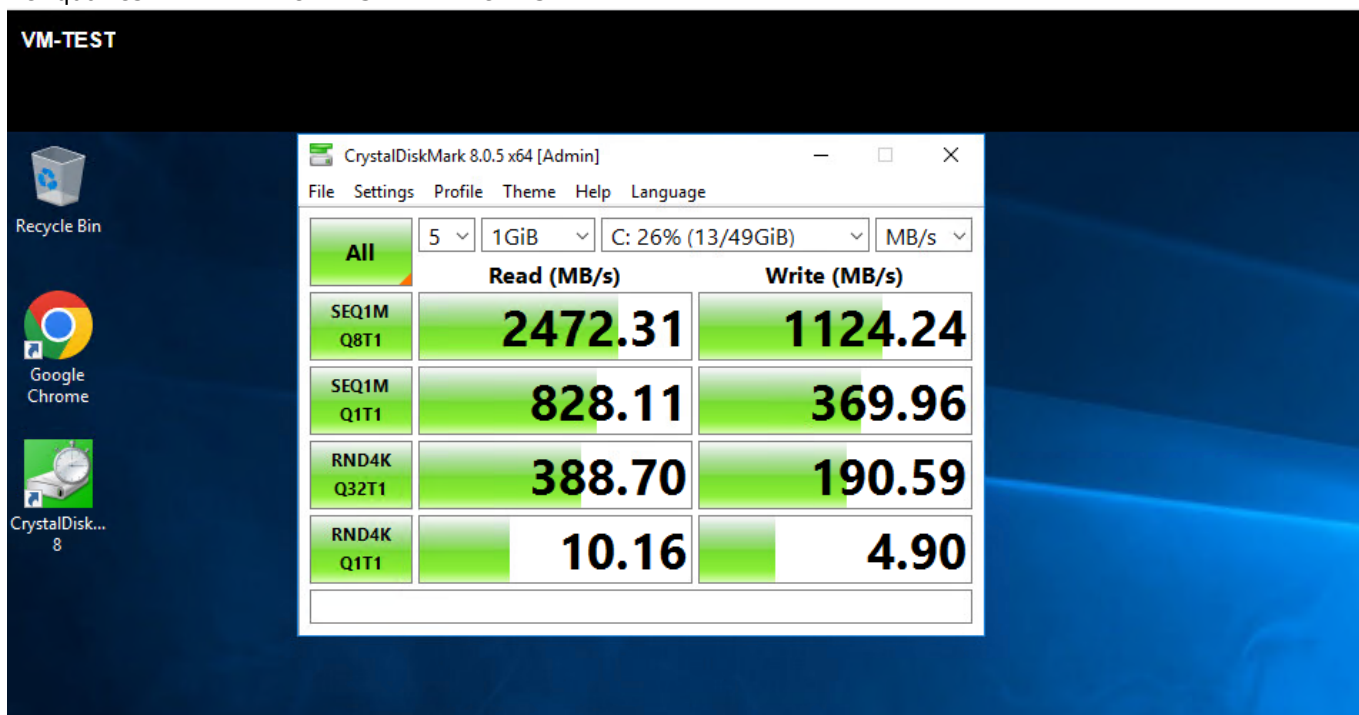 VM-TEST
Recycle Bin
Google
Chrome
CrystalDisk...
8
CrystalDiskMark 8.0.5 x64 [Admin]
File Settings Profile Theme Help Language
All 5 1GiB C: 26% (13/49GiB) MB/s
Read (MB/s) Write (MB/s)
SEQ1M
Q8T1 2472.31 1124.24
SEQ1M
Q1T1 828.11 369.96
RND4K
Q32T1 388.70 190.59
RND4K
Q1T1 10.16 4.90